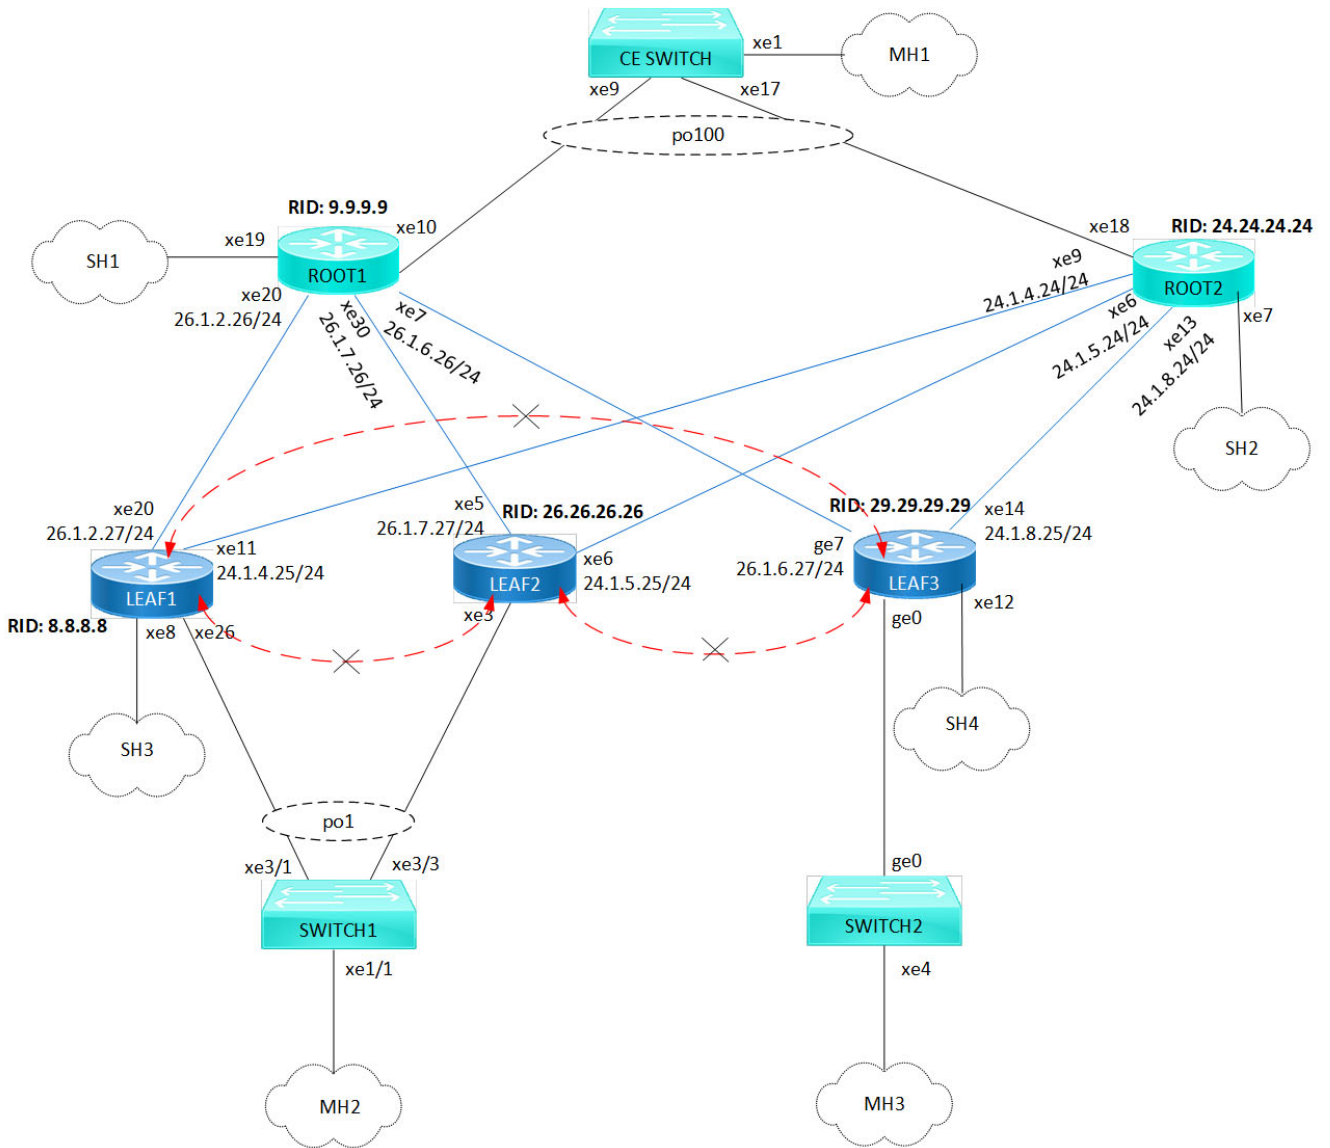 xe1
MH1
CE SWITCH
xe9
xe17
po100
RID: 9.9.9.9
xe10
xe18
RID: 24.24.24.24
xe19
SH1
ROOT1
xe9
24.1.4.24/24
ROOT2
xe20
26.1.2.26/24
xe30
26.1.7.26/24
xe7
26.1.6.26/24
xe6
24.1.5.24/24
xe13
24.1.8.24/24
xe7
SH2
xe20
26.1.2.27/24
xe5
26.1.7.27/24
RID: 26.26.26.26
RID: 29.29.29.29
xe14
24.1.8.25/24
xe11
24.1.4.25/24
xe6
24.1.5.25/24
ge7
26.1.6.27/24
LEAF1
LEAF2
LEAF3
RID: 8.8.8.8
xe8
xe26
xe3
ge0
xe12
SH3
SH4
po1
xe3/1
xe3/3
ge0
SWITCH1
SWITCH2
xe1/1
xe4
MH2
MH3